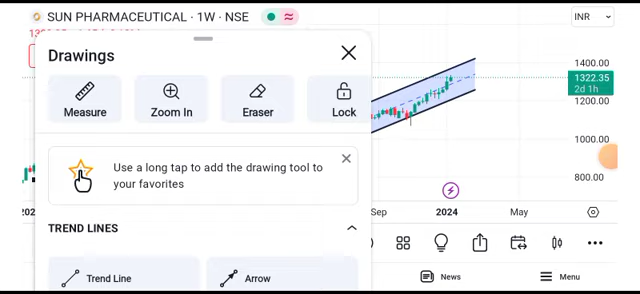 SUN PHARMACEUTICAL · 1W · NSE
INR
Drawings
Measure
Zoom In
Eraser
Lock
Use a long tap to add the drawing tool to
your favorites
TREND LINES
Trend Line
Arrow
1400.00
1322.35
2d 1h
1200.00
1000.00
800.00
Sep
2024
May
News
Menu